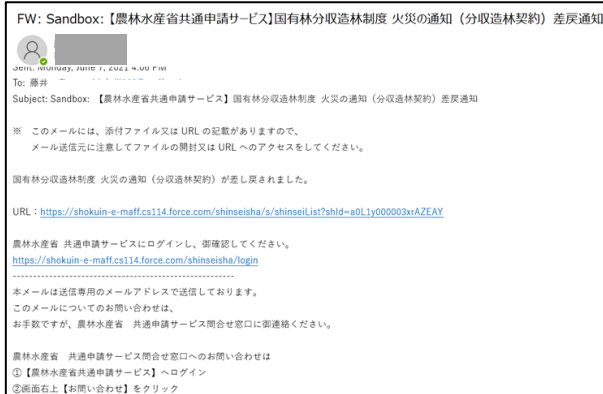 FW: Sandbox: 【農林水産省共通申請サービス】国有林分収造林制度 火災の通知（分収造林契約）差戻通知
Sent: Monday, June 7, 2021 4:06 PM
To: 藤井
Subject: Sandbox: 【農林水産省共通申請サービス】国有林分収造林制度 火災の通知（分収造林契約）差戻通知
※ このメールには、添付ファイル又は URL の記載がありますので、
メール送信元に注意してファイルの開封又は URL へのアクセスをしてください。
国有林分収造林制度 火災の通知（分収造林契約）が差し戻されました。
URL：https://shokuin-e-maff.cs114.force.com/shinseisha/s/shinseiList?shId=a0L1y000003xrAZEAY
農林水産省 共通申請サービスにログインし、御確認してください。
https://shokuin-e-maff.cs114.force.com/shinseisha/login
------------------------------------------------------
本メールは送信専用のメールアドレスで送信しております。
このメールについてのお問い合わせは、
お手数ですが、農林水産省 共通申請サービス問合せ窓口に御連絡ください。
農林水産省 共通申請サービス問合せ窓口へのお問い合わせは
①【農林水産省共通申請サービス】へログイン
②画面右上【お問い合わせ】をクリック